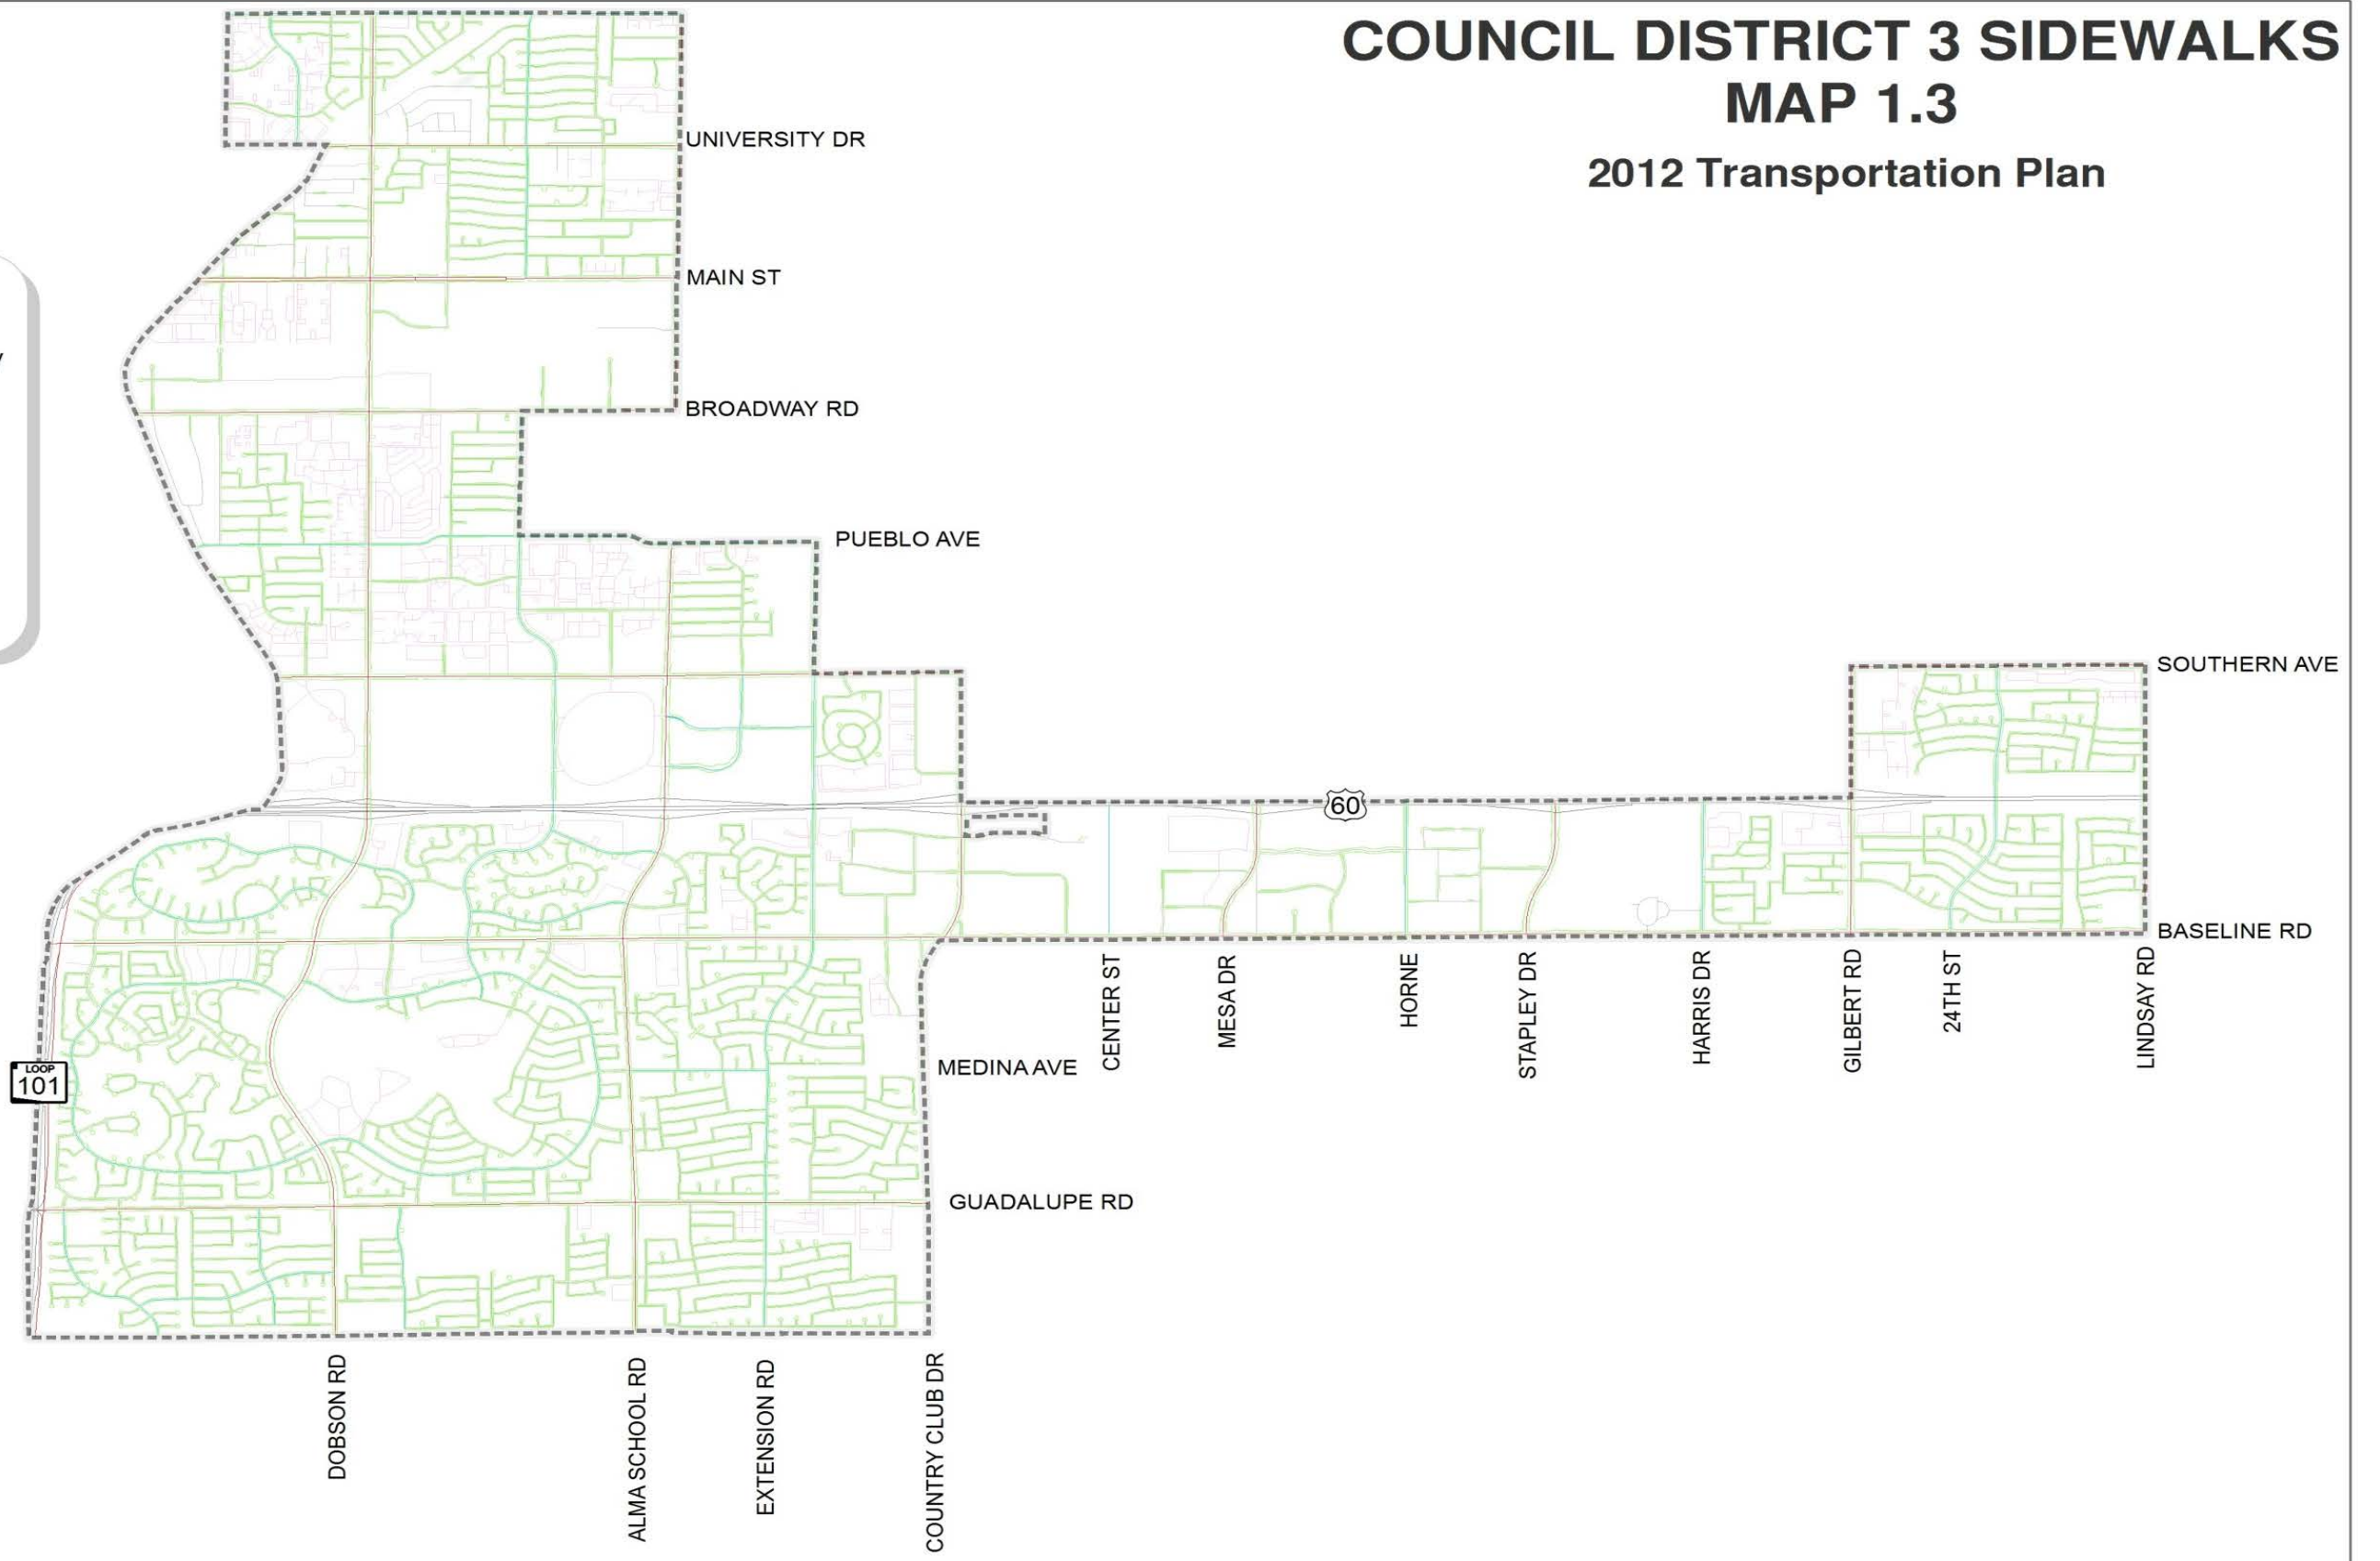 COUNCIL DISTRICT 3 SIDEWALKS
MAP 1.3
2012 Transportation Plan
UNIVERSITY DR
MAIN ST
BROADWAY RD
PUEBLO AVE
SOUTHERN AVE
60
BASELINE RD
CENTER ST
MESA DR
HORNE
STAPLEY DR
HARRIS DR
GILBERT RD
24TH ST
LINDSAY RD
LOOP
101
MEDINA AVE
GUADALUPE RD
DOBSON RD
ALMA SCHOOL RD
EXTENSION RD
COUNTRY CLUB DR